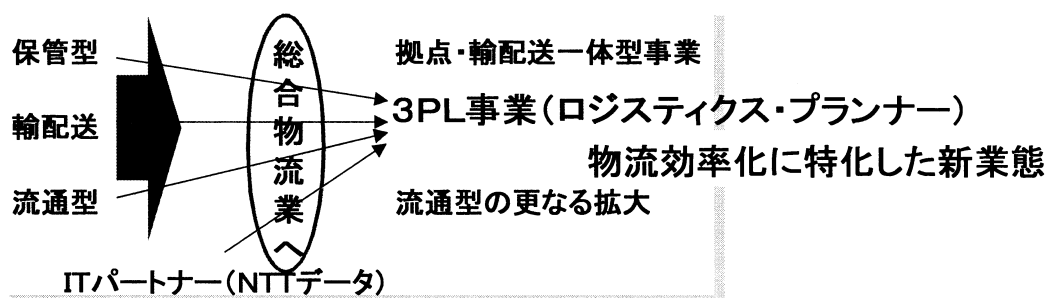 保管型
輸配送
流通型
総合物流業へ
拠点・輸配送一体型事業
3PL事業(ロジスティクス・プランナー)
物流効率化に特化した新業態
流通型の更なる拡大
ITパートナー(NTTデータ)